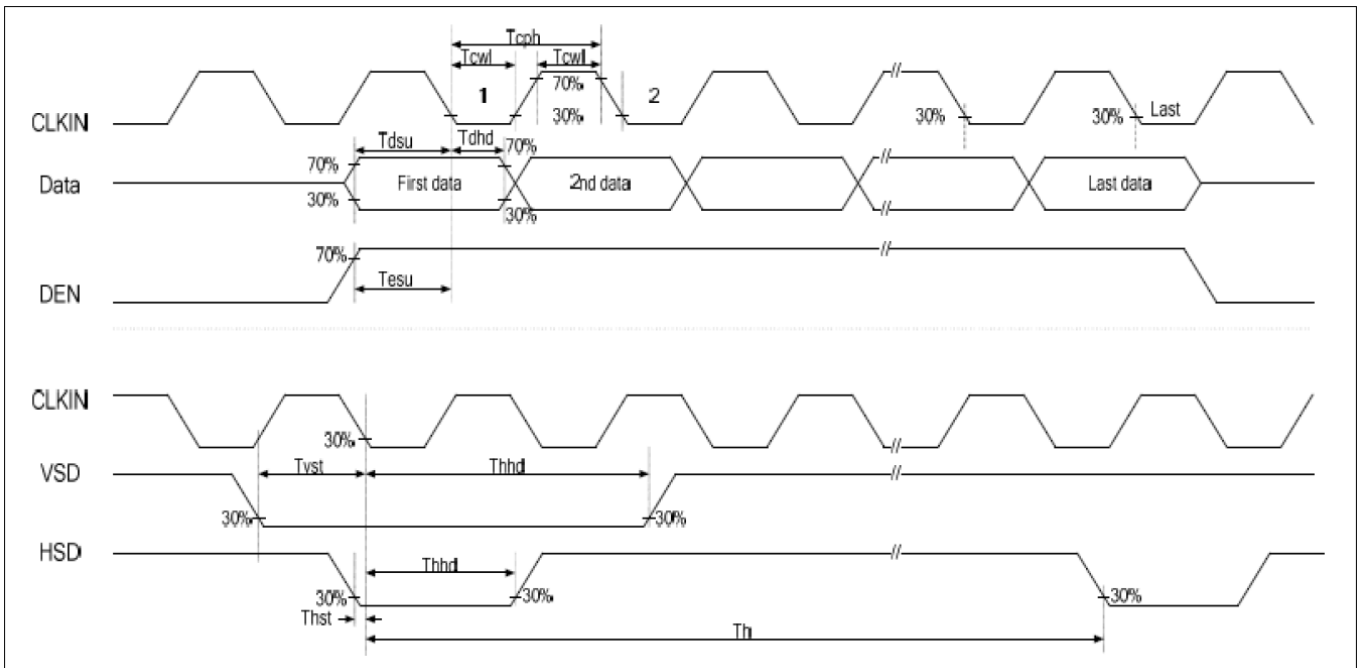 Tcph
Tcwl Tcwl
70%
1 2
CLKIN 30% 30% 30% Last
Tdsu Tdhd
70% 70%
Data First data 2nd data Last data
30% 30%
70%
Tesu
DEN
CLKIN
30%
Tvst Thhd
VSD
30% 30%
HSD
Thhd
30% 30% 30%
Thst
Th